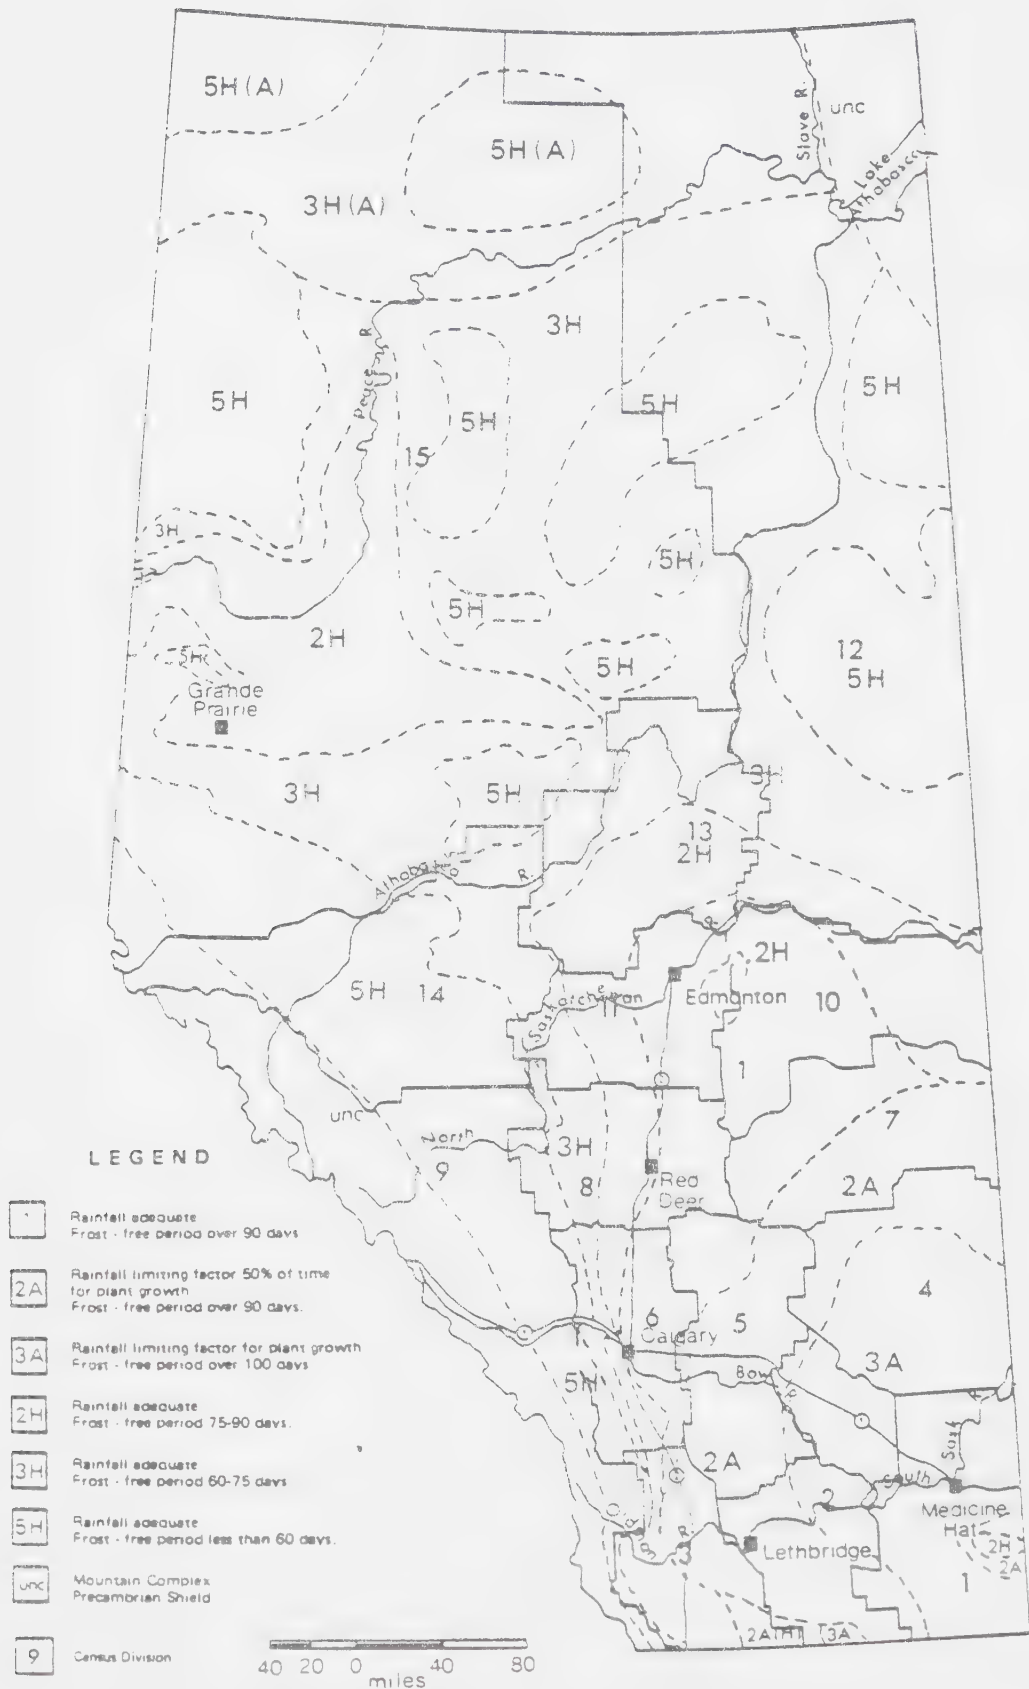 5H (A)
unc
Slave R.
5H (A)
Lake
Athabasca
3H (A)
3H
Peace R
5H
5H
5H
5H
15
3H
5H
5H
2H
12
5H
5H
5H
Grande
Prairie
3H
3H
5H
13
2H
Athabasca
R.
R
2H
5H
14
Edmonton
10
Saskatchewan
11
1
unc
7
North
9
3H
8
Red
Deer
2A
4
6
5
Calgary
3A
Bow
5H
2A
Sask
R
South
2
Medicine
Hat
3
Lethbridge
2H
2A
1
2A(H)
3A
LEGEND
1
Rainfall adequate
Frost - free period over 90 days
2A
Rainfall limiting factor 50% of time
for plant growth
Frost - free period over 90 days.
3A
Rainfall limiting factor for plant growth
Frost - free period over 100 days
2H
Rainfall adequate
Frost - free period 75-90 days.
3H
Rainfall adequate
Frost - free period 60-75 days
5H
Rainfall adequate
Frost - free period less than 60 days.
unc
Mountain Complex
Precambrian Shield
9
Census Division
40 20 0 40 80
miles